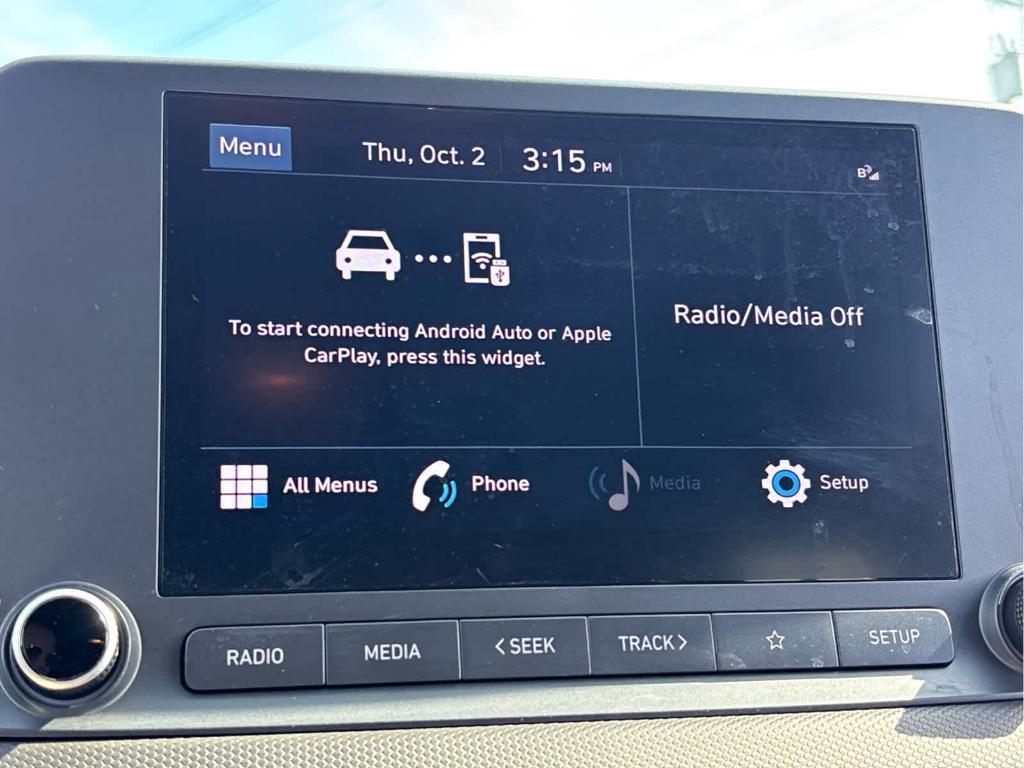 Menu
Thu, Oct. 2
3:15 PM
B
To start connecting Android Auto or Apple
CarPlay, press this widget.
Radio/Media Off
All Menus
Phone
Media
Setup
RADIO
MEDIA
<SEEK
TRACK>
SETUP